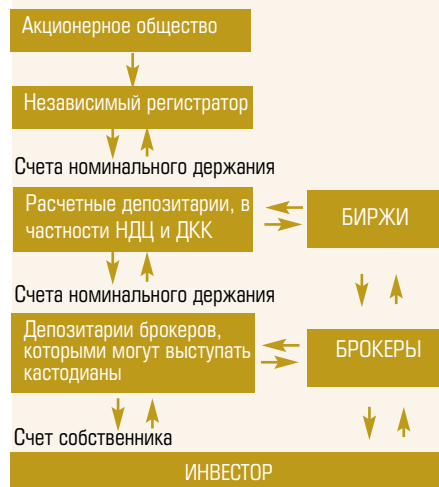 Акционерное общество
Независимый регистратор
Счета номинального держания
Расчетные депозитарии, в
частности НДЦ и ДКК
БИРЖИ
Счета номинального держания
Депозитарии брокеров,
которыми могут выступать
кастодианы
БРОКЕРЫ
Счет собственника
ИНВЕСТОР